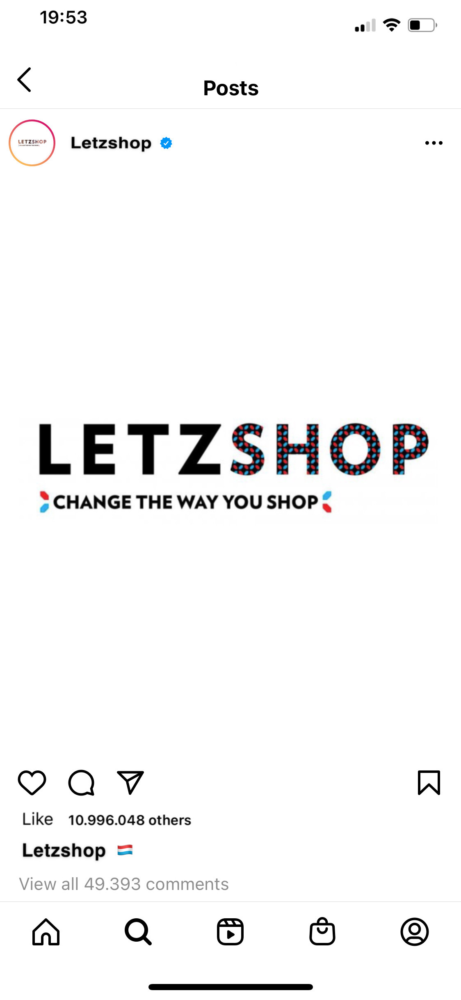 19:53
Posts
LETZSHOP
Letzshop
LETZSHOP
CHANGE THE WAY YOU SHOP
Like 10.996.048 others
Letzshop 🇱🇺
View all 49.393 comments